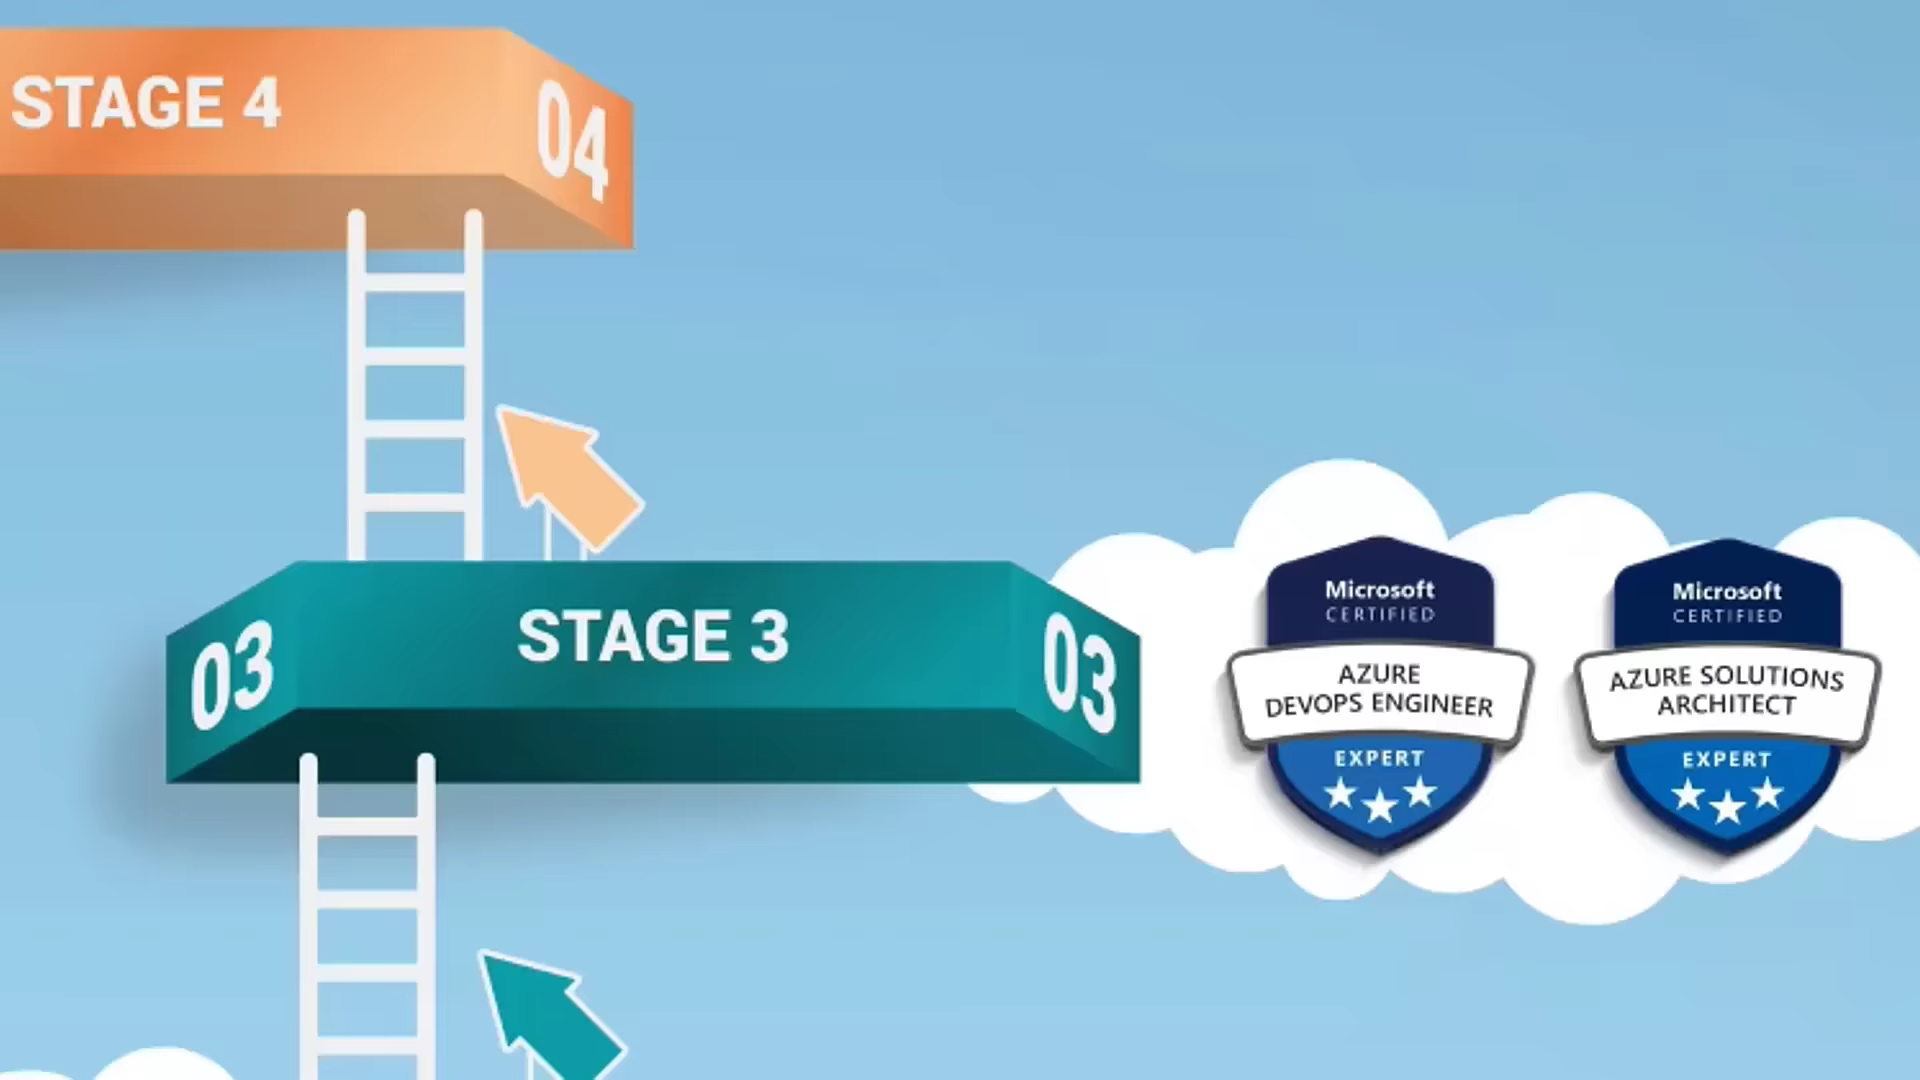 STAGE 4
04
03
STAGE 3
03
Microsoft
CERTIFIED
AZURE
DEVOPS ENGINEER
EXPERT
Microsoft
CERTIFIED
AZURE SOLUTIONS
ARCHITECT
EXPERT